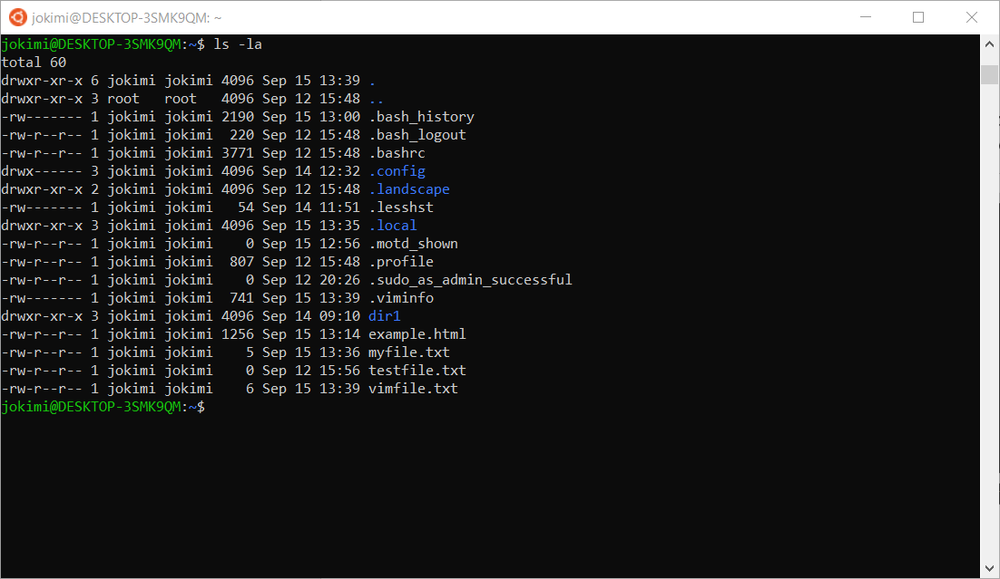 jokimi@DESKTOP-3SMK9QM: ~
jokimi@DESKTOP-3SMK9QM:~$ ls -la
total 60
drwxr-xr-x 6 jokimi jokimi 4096 Sep 15 13:39 .
drwxr-xr-x 3 root   root   4096 Sep 12 15:48 ..
-rw------- 1 jokimi jokimi 2190 Sep 15 13:00 .bash_history
-rw-r--r-- 1 jokimi jokimi  220 Sep 12 15:48 .bash_logout
-rw-r--r-- 1 jokimi jokimi 3771 Sep 12 15:48 .bashrc
drwx------ 3 jokimi jokimi 4096 Sep 14 12:32 .config
drwxr-xr-x 2 jokimi jokimi 4096 Sep 12 15:48 .landscape
-rw------- 1 jokimi jokimi   54 Sep 14 11:51 .lesshst
drwxr-xr-x 3 jokimi jokimi 4096 Sep 15 13:35 .local
-rw-r--r-- 1 jokimi jokimi    0 Sep 15 12:56 .motd_shown
-rw-r--r-- 1 jokimi jokimi  807 Sep 12 15:48 .profile
-rw-r--r-- 1 jokimi jokimi    0 Sep 12 20:26 .sudo_as_admin_successful
-rw------- 1 jokimi jokimi  741 Sep 15 13:39 .viminfo
drwxr-xr-x 3 jokimi jokimi 4096 Sep 14 09:10 dir1
-rw-r--r-- 1 jokimi jokimi 1256 Sep 15 13:14 example.html
-rw-r--r-- 1 jokimi jokimi    5 Sep 15 13:36 myfile.txt
-rw-r--r-- 1 jokimi jokimi    0 Sep 12 15:56 testfile.txt
-rw-r--r-- 1 jokimi jokimi    6 Sep 15 13:39 vimfile.txt
jokimi@DESKTOP-3SMK9QM:~$